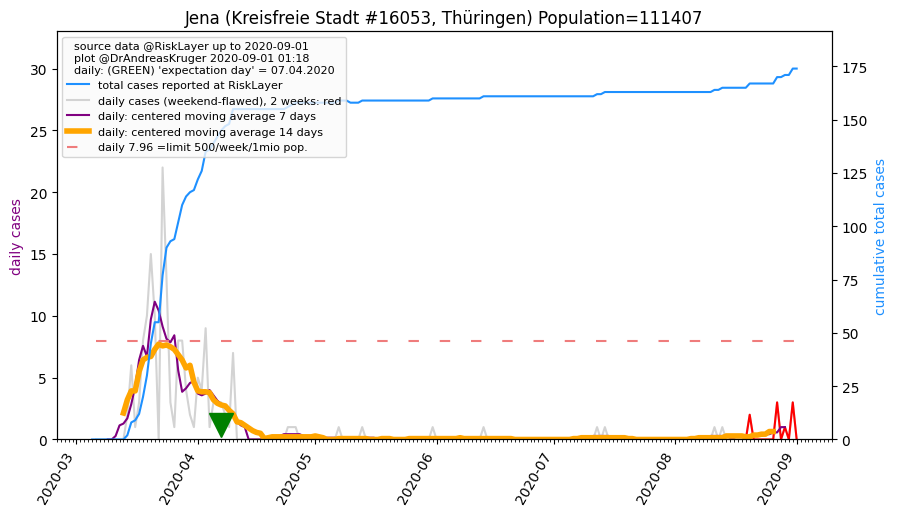 Jena (Kreisfreie Stadt #16053, Thüringen) Population=111407
source data @RiskLayer up to 2020-09-01
plot @DrAndreasKruger 2020-09-01 01:18
daily: (GREEN) 'expectation day' = 07.04.2020
total cases reported at RiskLayer
daily cases (weekend-flawed), 2 weeks: red
daily: centered moving average 7 days
daily: centered moving average 14 days
daily 7.96 =limit 500/week/1mio pop.
daily cases
30
25
20
15
10
5
0
cumulative total cases
175
150
125
100
75
50
25
0
2020-03
2020-04
2020-05
2020-06
2020-07
2020-08
2020-09